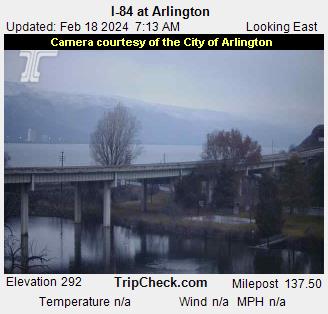 I-84 at Arlington
Updated: Feb 18 2024 7:13 AM Looking East
Camera courtesy of the City of Arlington
Elevation 292 TripCheck.com Milepost 137.50
Temperature n/a Wind n/a MPH n/a